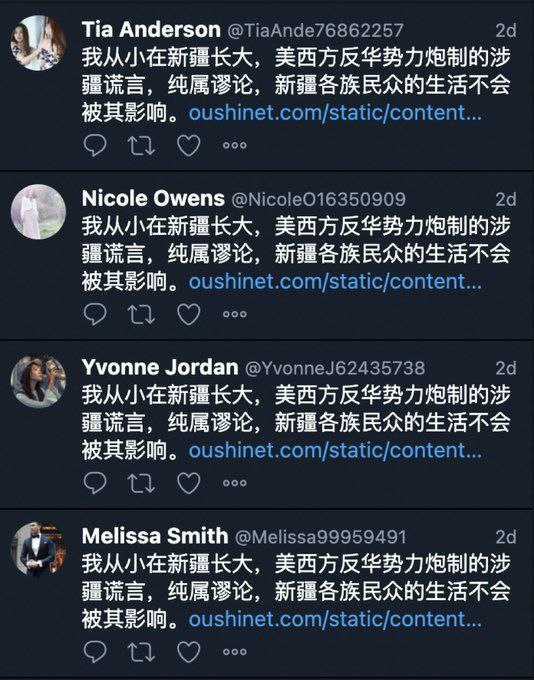 Tia Anderson @TiaAnde76862257 2d
我从小在新疆长大，美西方反华势力炮制的涉
疆谎言，纯属谬论，新疆各族民众的生活不会
被其影响。oushinet.com/static/content...
Nicole Owens @NicoleO16350909 2d
我从小在新疆长大，美西方反华势力炮制的涉
疆谎言，纯属谬论，新疆各族民众的生活不会
被其影响。oushinet.com/static/content...
Yvonne Jordan @YvonneJ62435738 2d
我从小在新疆长大，美西方反华势力炮制的涉
疆谎言，纯属谬论，新疆各族民众的生活不会
被其影响。oushinet.com/static/content...
Melissa Smith @Melissa99959491 2d
我从小在新疆长大，美西方反华势力炮制的涉
疆谎言，纯属谬论，新疆各族民众的生活不会
被其影响。oushinet.com/static/content...